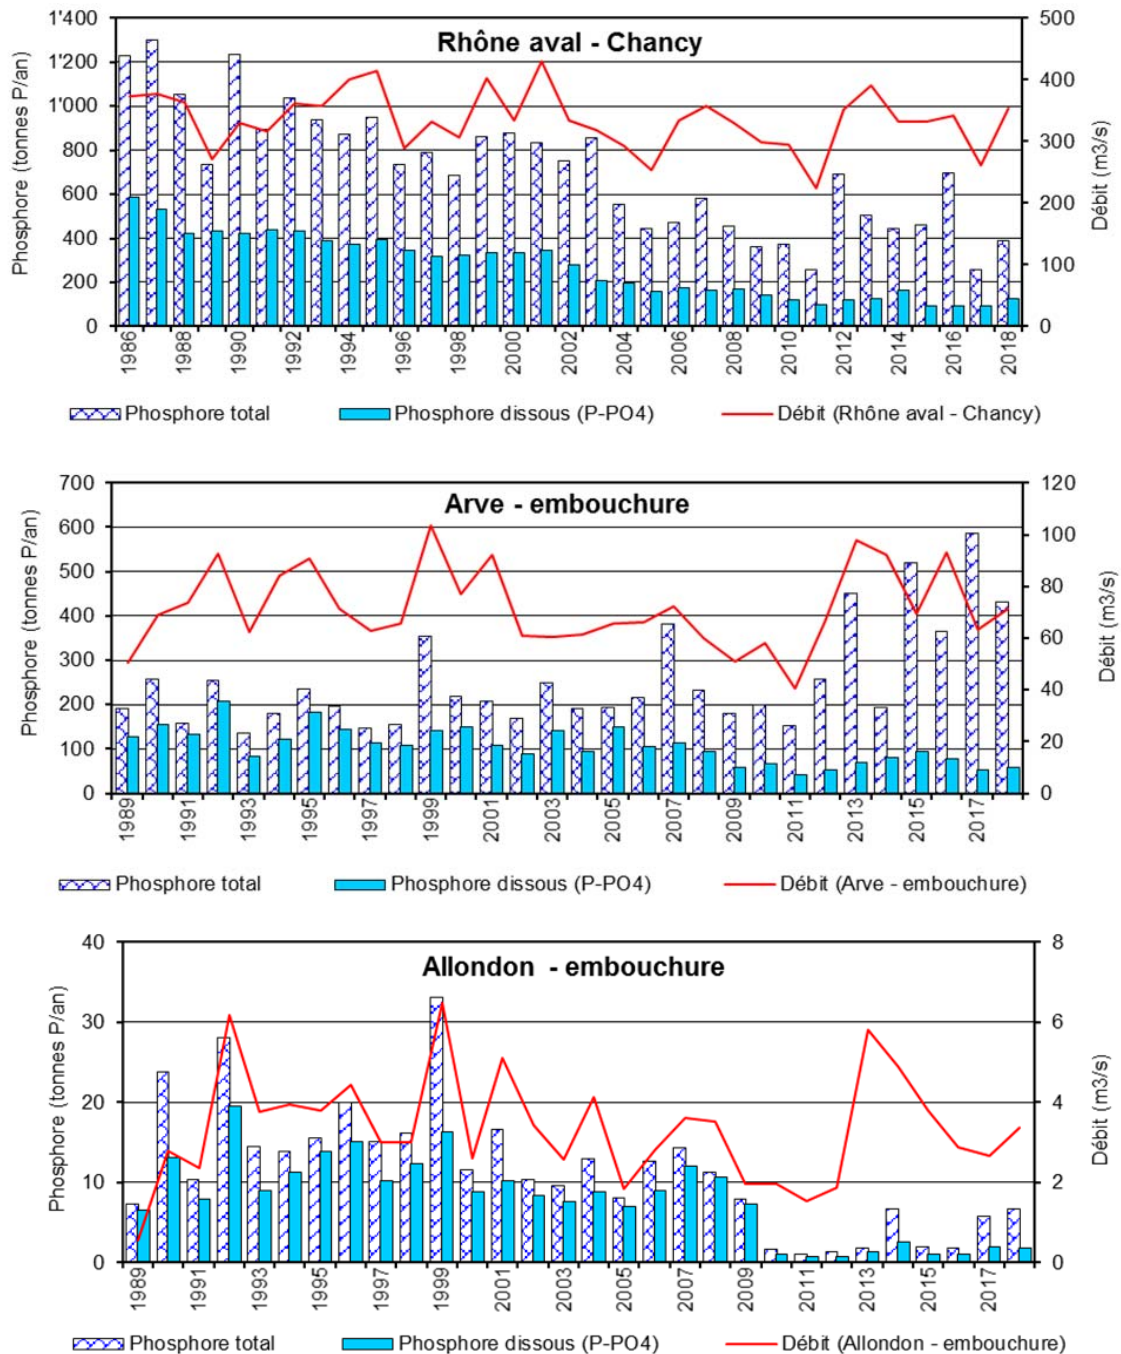 Rhône aval - Chancy
Phosphore (tonnes P/an)
1'400
1'200
1'000
800
600
400
200
0
500
400
300
200
100
0
Débit (m3/s)
1986 1988 1990 1992 1994 1996 1998 2000 2002 2004 2006 2008 2010 2012 2014 2016 2018
Phosphore total Phosphore dissous (P-PO4) Débit (Rhône aval - Chancy)
Arve - embouchure
Phosphore (tonnes P/an)
700
600
500
400
300
200
100
0
120
100
80
60
40
20
0
Débit (m3/s)
1989 1991 1993 1995 1997 1999 2001 2003 2005 2007 2009 2011 2013 2015 2017
Phosphore total Phosphore dissous (P-PO4) Débit (Arve - embouchure)
Allondon - embouchure
Phosphore (tonnes P/an)
40
30
20
10
0
8
6
4
2
0
Débit (m3/s)
1989 1991 1993 1995 1997 1999 2001 2003 2005 2007 2009 2011 2013 2015 2017
Phosphore total Phosphore dissous (P-PO4) Débit (Allondon - embouchure)